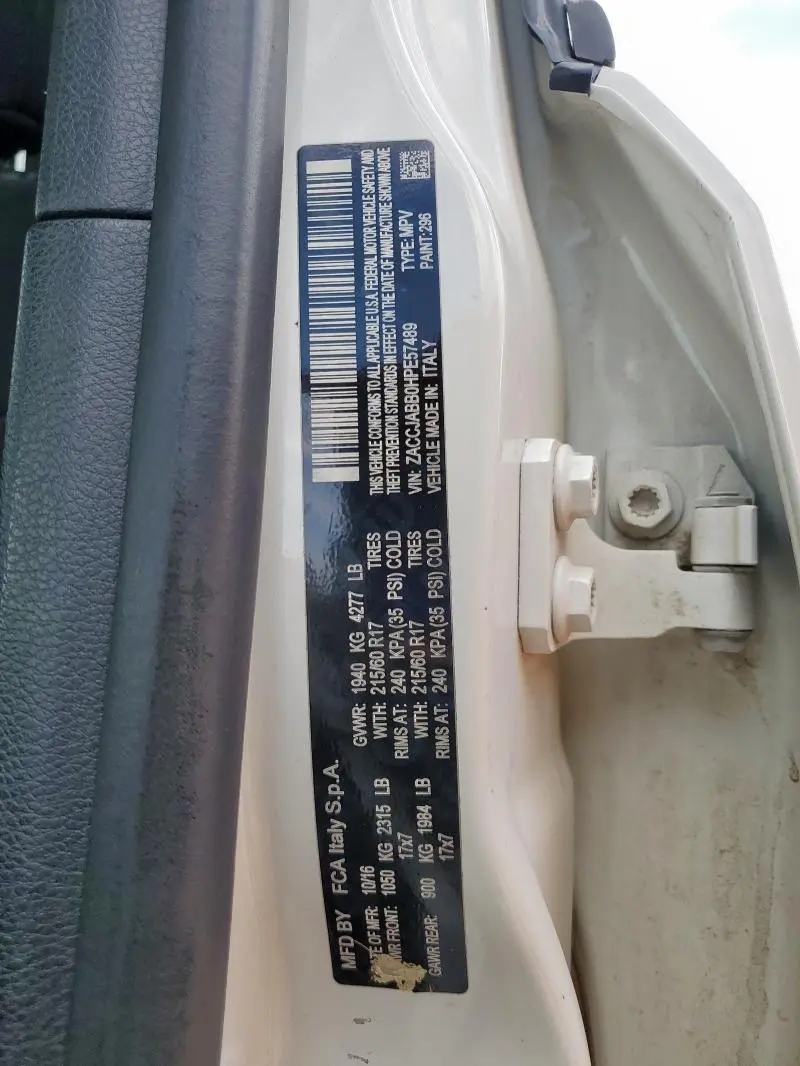 MFD BY FCA Italy S.p.A.
TE OF MFR: 10/16 GVWR: 1940 KG 4277 LB
WR FRONT: 1050 KG 2315 LB WITH: 215/60 R17 TIRES
17x7 RIMS AT: 240 KPA(35 PSI) COLD
GAWR REAR: 900 KG 1984 LB WITH: 215/60 R17 TIRES
17x7 RIMS AT: 240 KPA(35 PSI) COLD
THIS VEHICLE CONFORMS TO ALL APPLICABLE U.S.A. FEDERAL MOTOR VEHICLE SAFETY AND
THEFT PREVENTION STANDARDS IN EFFECT ON THE DATE OF MANUFACTURE SHOWN ABOVE
VIN: ZACCJABB0HPE57489 TYPE: MPV
VEHICLE MADE IN: ITALY PAINT:296